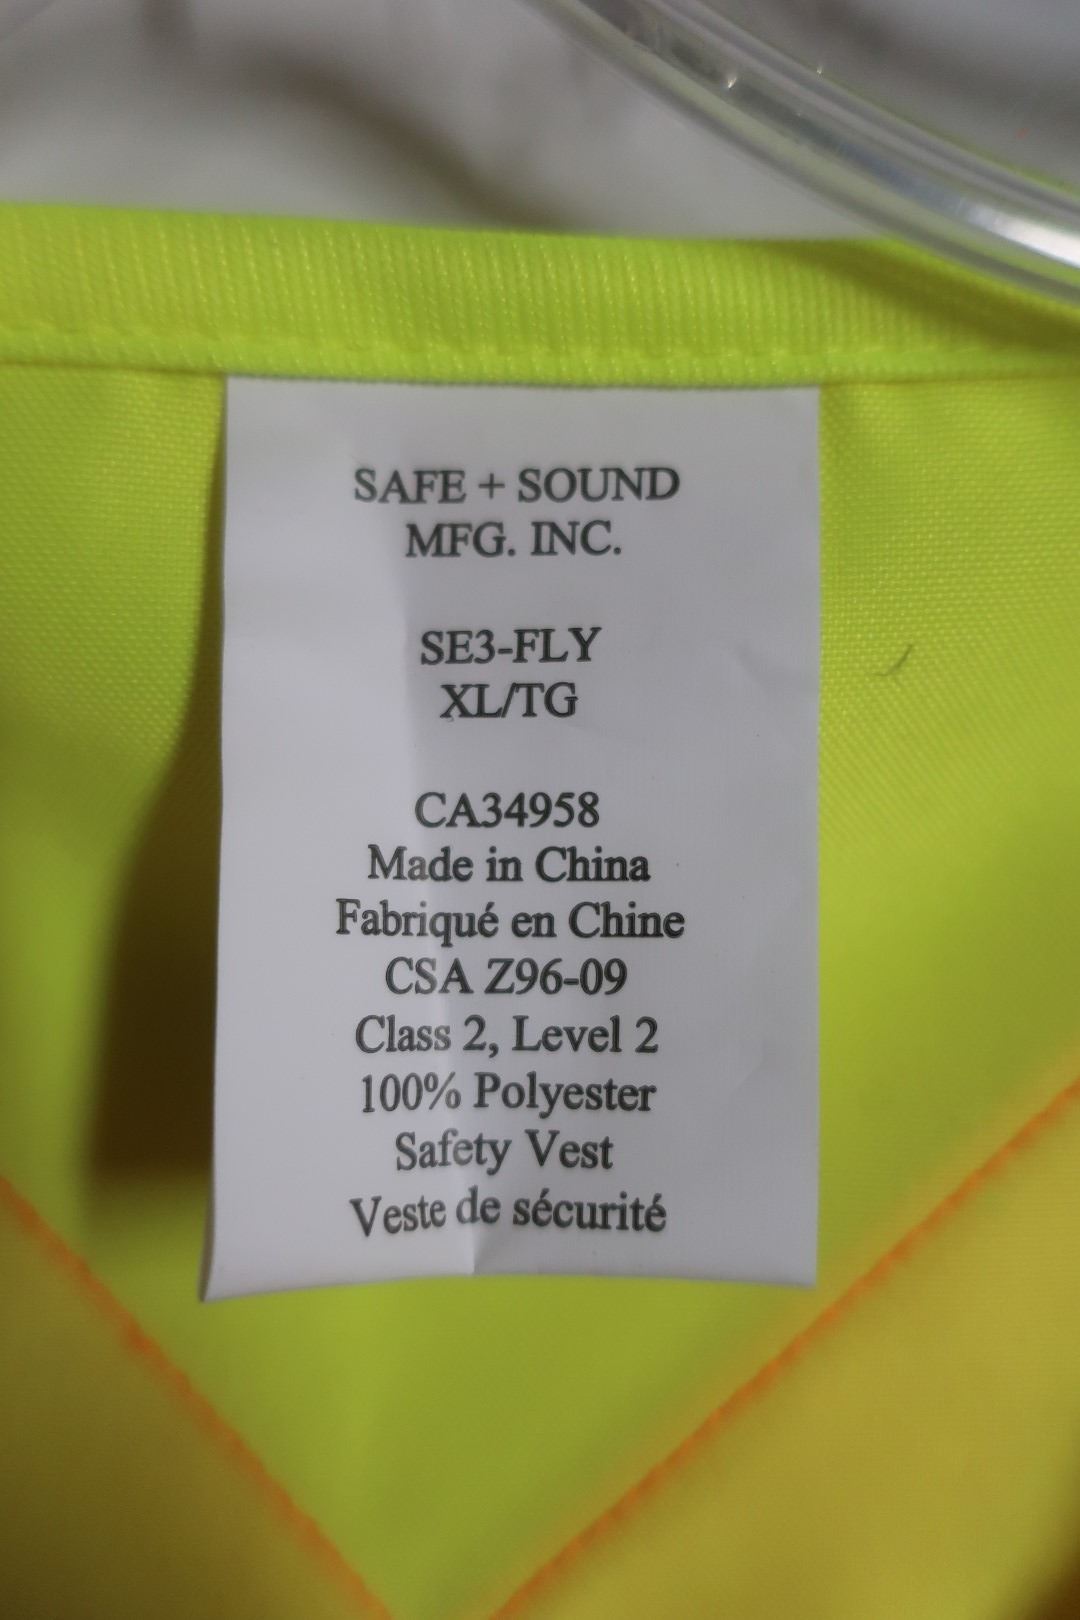 SAFE + SOUND
MFG. INC.
SE3-FLY
XL/TG
CA34958
Made in China
Fabriqué en Chine
CSA Z96-09
Class 2, Level 2
100% Polyester
Safety Vest
Veste de sécurité